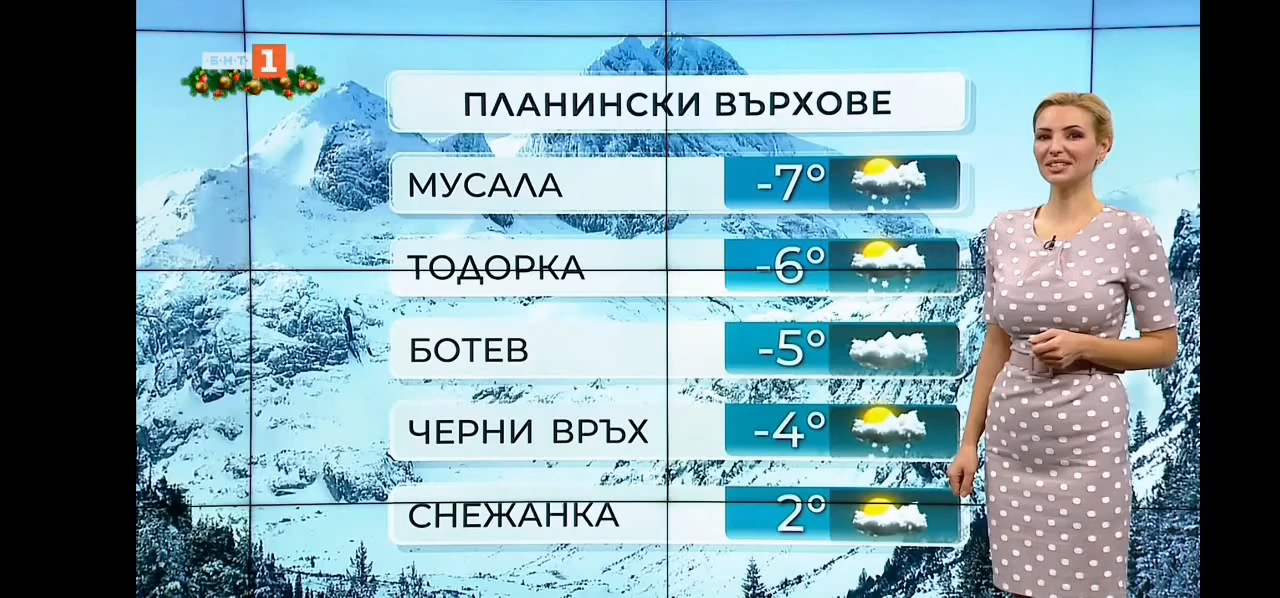 БНТ 1
ПЛАНИНСКИ ВЪРХОВЕ
МУСАЛА -7°
ТОДОРКА -6°
БОТЕВ -5°
ЧЕРНИ ВРЪХ -4°
СНЕЖАНКА 2°